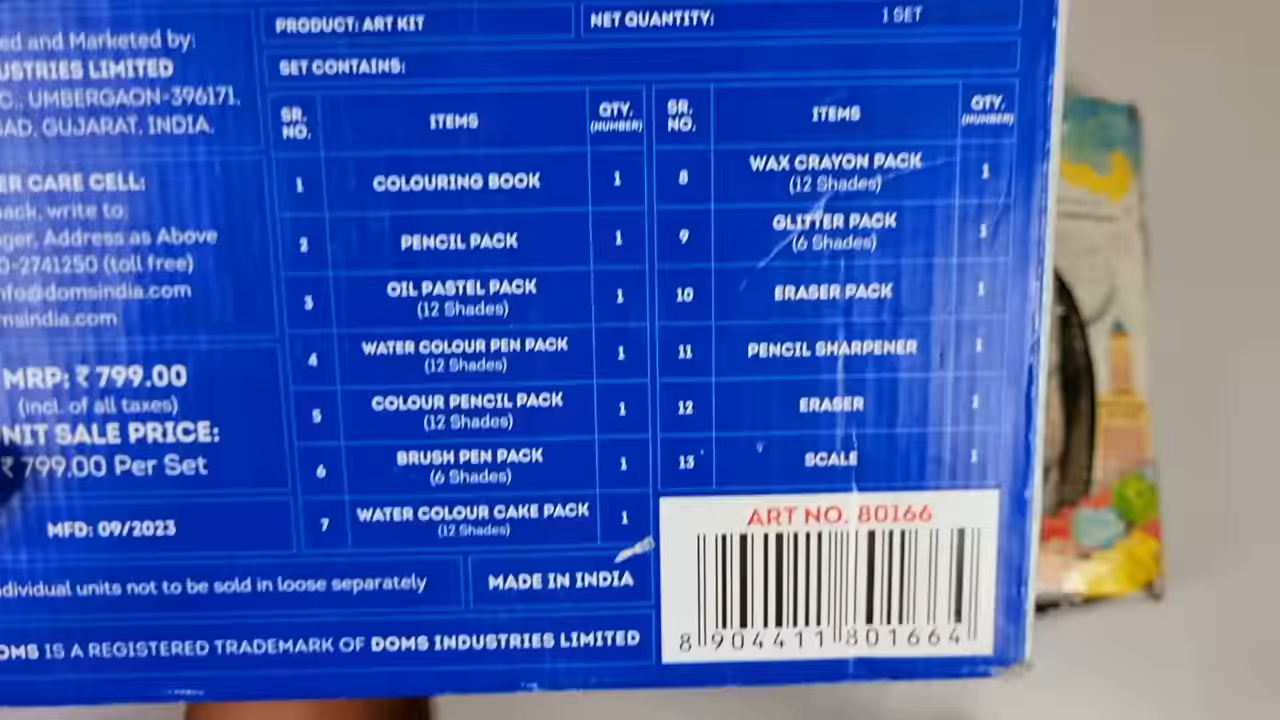 PRODUCT: ART KIT
NET QUANTITY: 1 SET
SET CONTAINS:
ed and Marketed by:
USTRIES LIMITED
C., UMBERGAON-396171,
AD, GUJARAT, INDIA.
ER CARE CELL:
back, write to:
ger, Address as Above
0-2741250 (toll free)
nfo@domsindia.com
msindia.com
MRP: ₹ 799.00
(incl. of all taxes)
NIT SALE PRICE:
₹ 799.00 Per Set
MFD: 09/2023
SR. NO. ITEMS QTY. (NUMBER)
1 COLOURING BOOK 1
2 PENCIL PACK 1
3 OIL PASTEL PACK 1
(12 Shades)
4 WATER COLOUR PEN PACK 1
(12 Shades)
5 COLOUR PENCIL PACK 1
(12 Shades)
6 BRUSH PEN PACK 1
(6 Shades)
7 WATER COLOUR CAKE PACK 1
(12 Shades)
SR. NO. ITEMS QTY. (NUMBER)
8 WAX CRAYON PACK 1
(12 Shades)
9 GLITTER PACK 1
(6 Shades)
10 ERASER PACK 1
11 PENCIL SHARPENER 1
12 ERASER 1
13 SCALE 1
ART NO. 80166
8 904411 801664
dividual units not to be sold in loose separately
MADE IN INDIA
OMS IS A REGISTERED TRADEMARK OF DOMS INDUSTRIES LIMITED